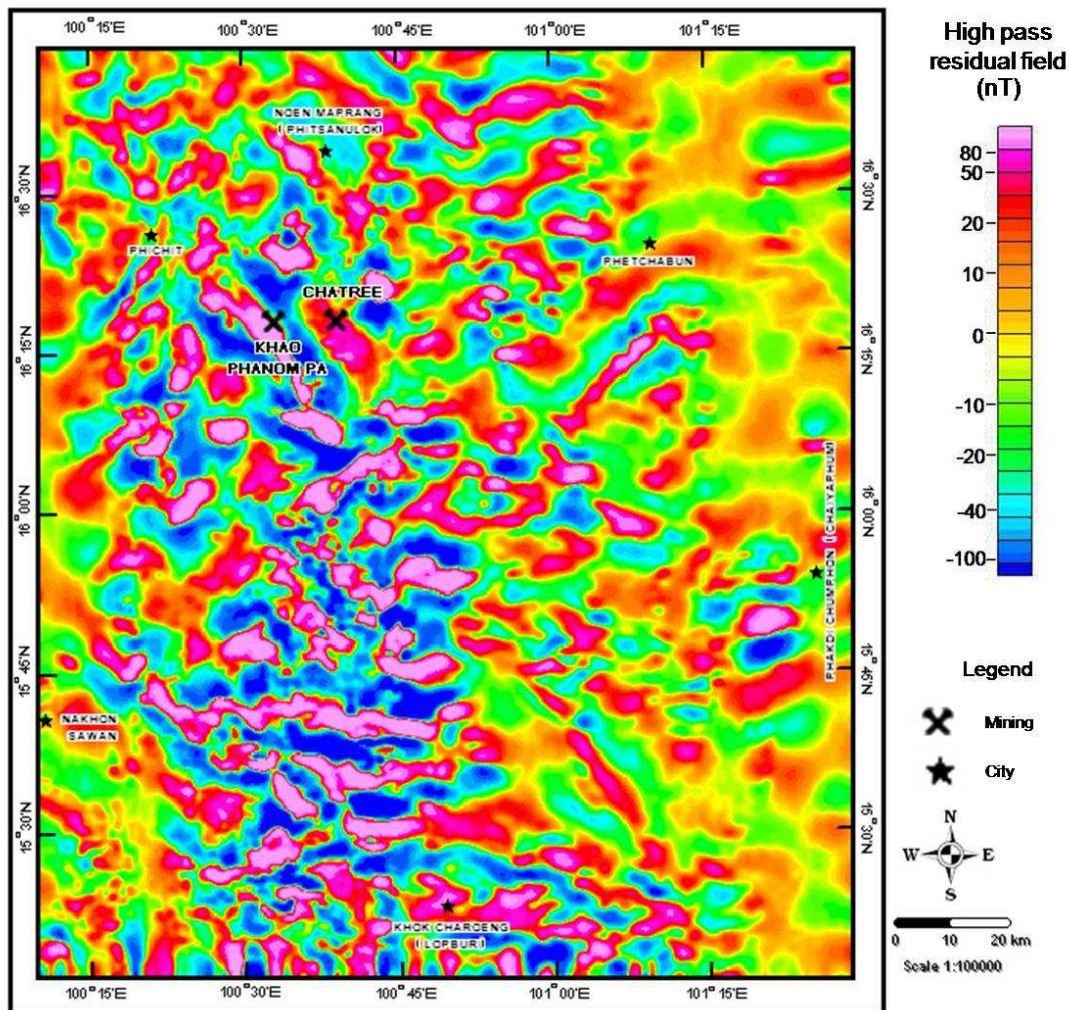 100°15'E 100°30'E 100°45'E 101°00'E 101°15'E
High pass
residual field
(nT)
80
50
20
10
0
-10
-20
-40
-100
NOEN MAPRANG
(PHITSANULOK)
16°30'N
16°30'N
PHICHIT
PHETCHABUN
CHATREE
KHAO
PHANOM PA
16°15'N
16°15'N
16°00'N
16°00'N
PHAKDI CHUMPHON (CHAIYAPHUM)
15°45'N
15°46'N
NAKHON
SAWAN
15°30'N
15°30'N
KHOK CHAROENG
(LOPBURI)
100°15'E 100°30'E 100°45'E 101°00'E 101°15'E
Legend
Mining
City
N
W E
S
0 10 20 km
Scale 1:100000